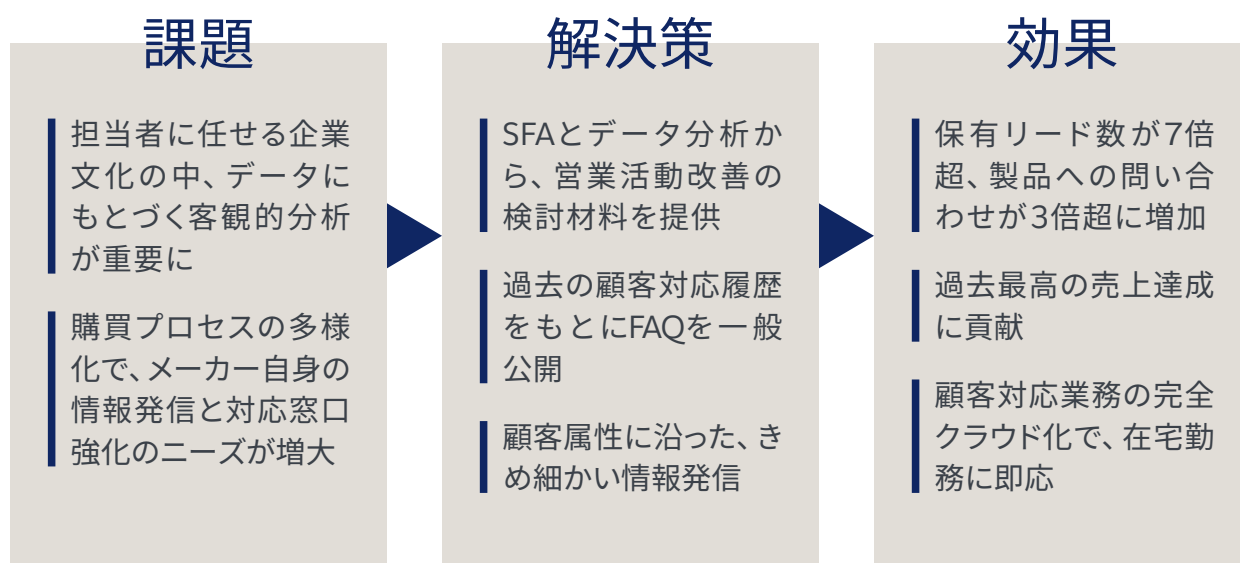 課題
担当者に任せる企業
文化の中、データに
もとづく客観的分析
が重要に
購買プロセスの多様
化で、メーカー自身の
情報発信と対応窓口
強化のニーズが増大
解決策
SFAとデータ分析か
ら、営業活動改善の
検討材料を提供
過去の顧客対応履歴
をもとにFAQを一般
公開
顧客属性に沿った、き
め細かい情報発信
効果
保有リード数が7倍
超、製品への問い合
わせが3倍超に増加
過去最高の売上達成
に貢献
顧客対応業務の完全
クラウド化で、在宅勤
務に即応